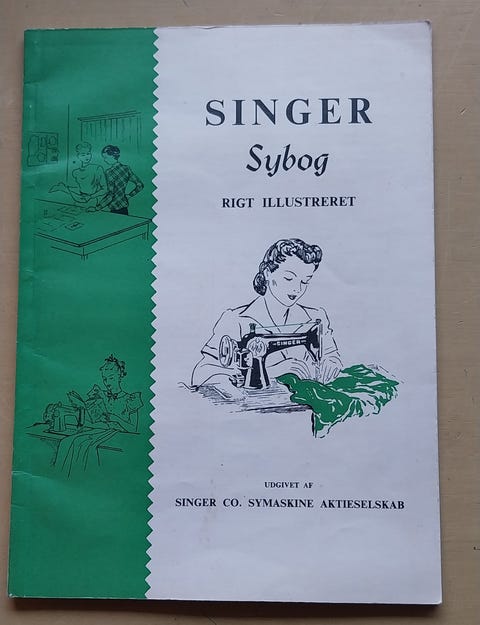 SINGER
Sybog
RIGT ILLUSTRERET
SINGER
UDGIVET AF
SINGER CO. SYMASKINE AKTIESELSKAB